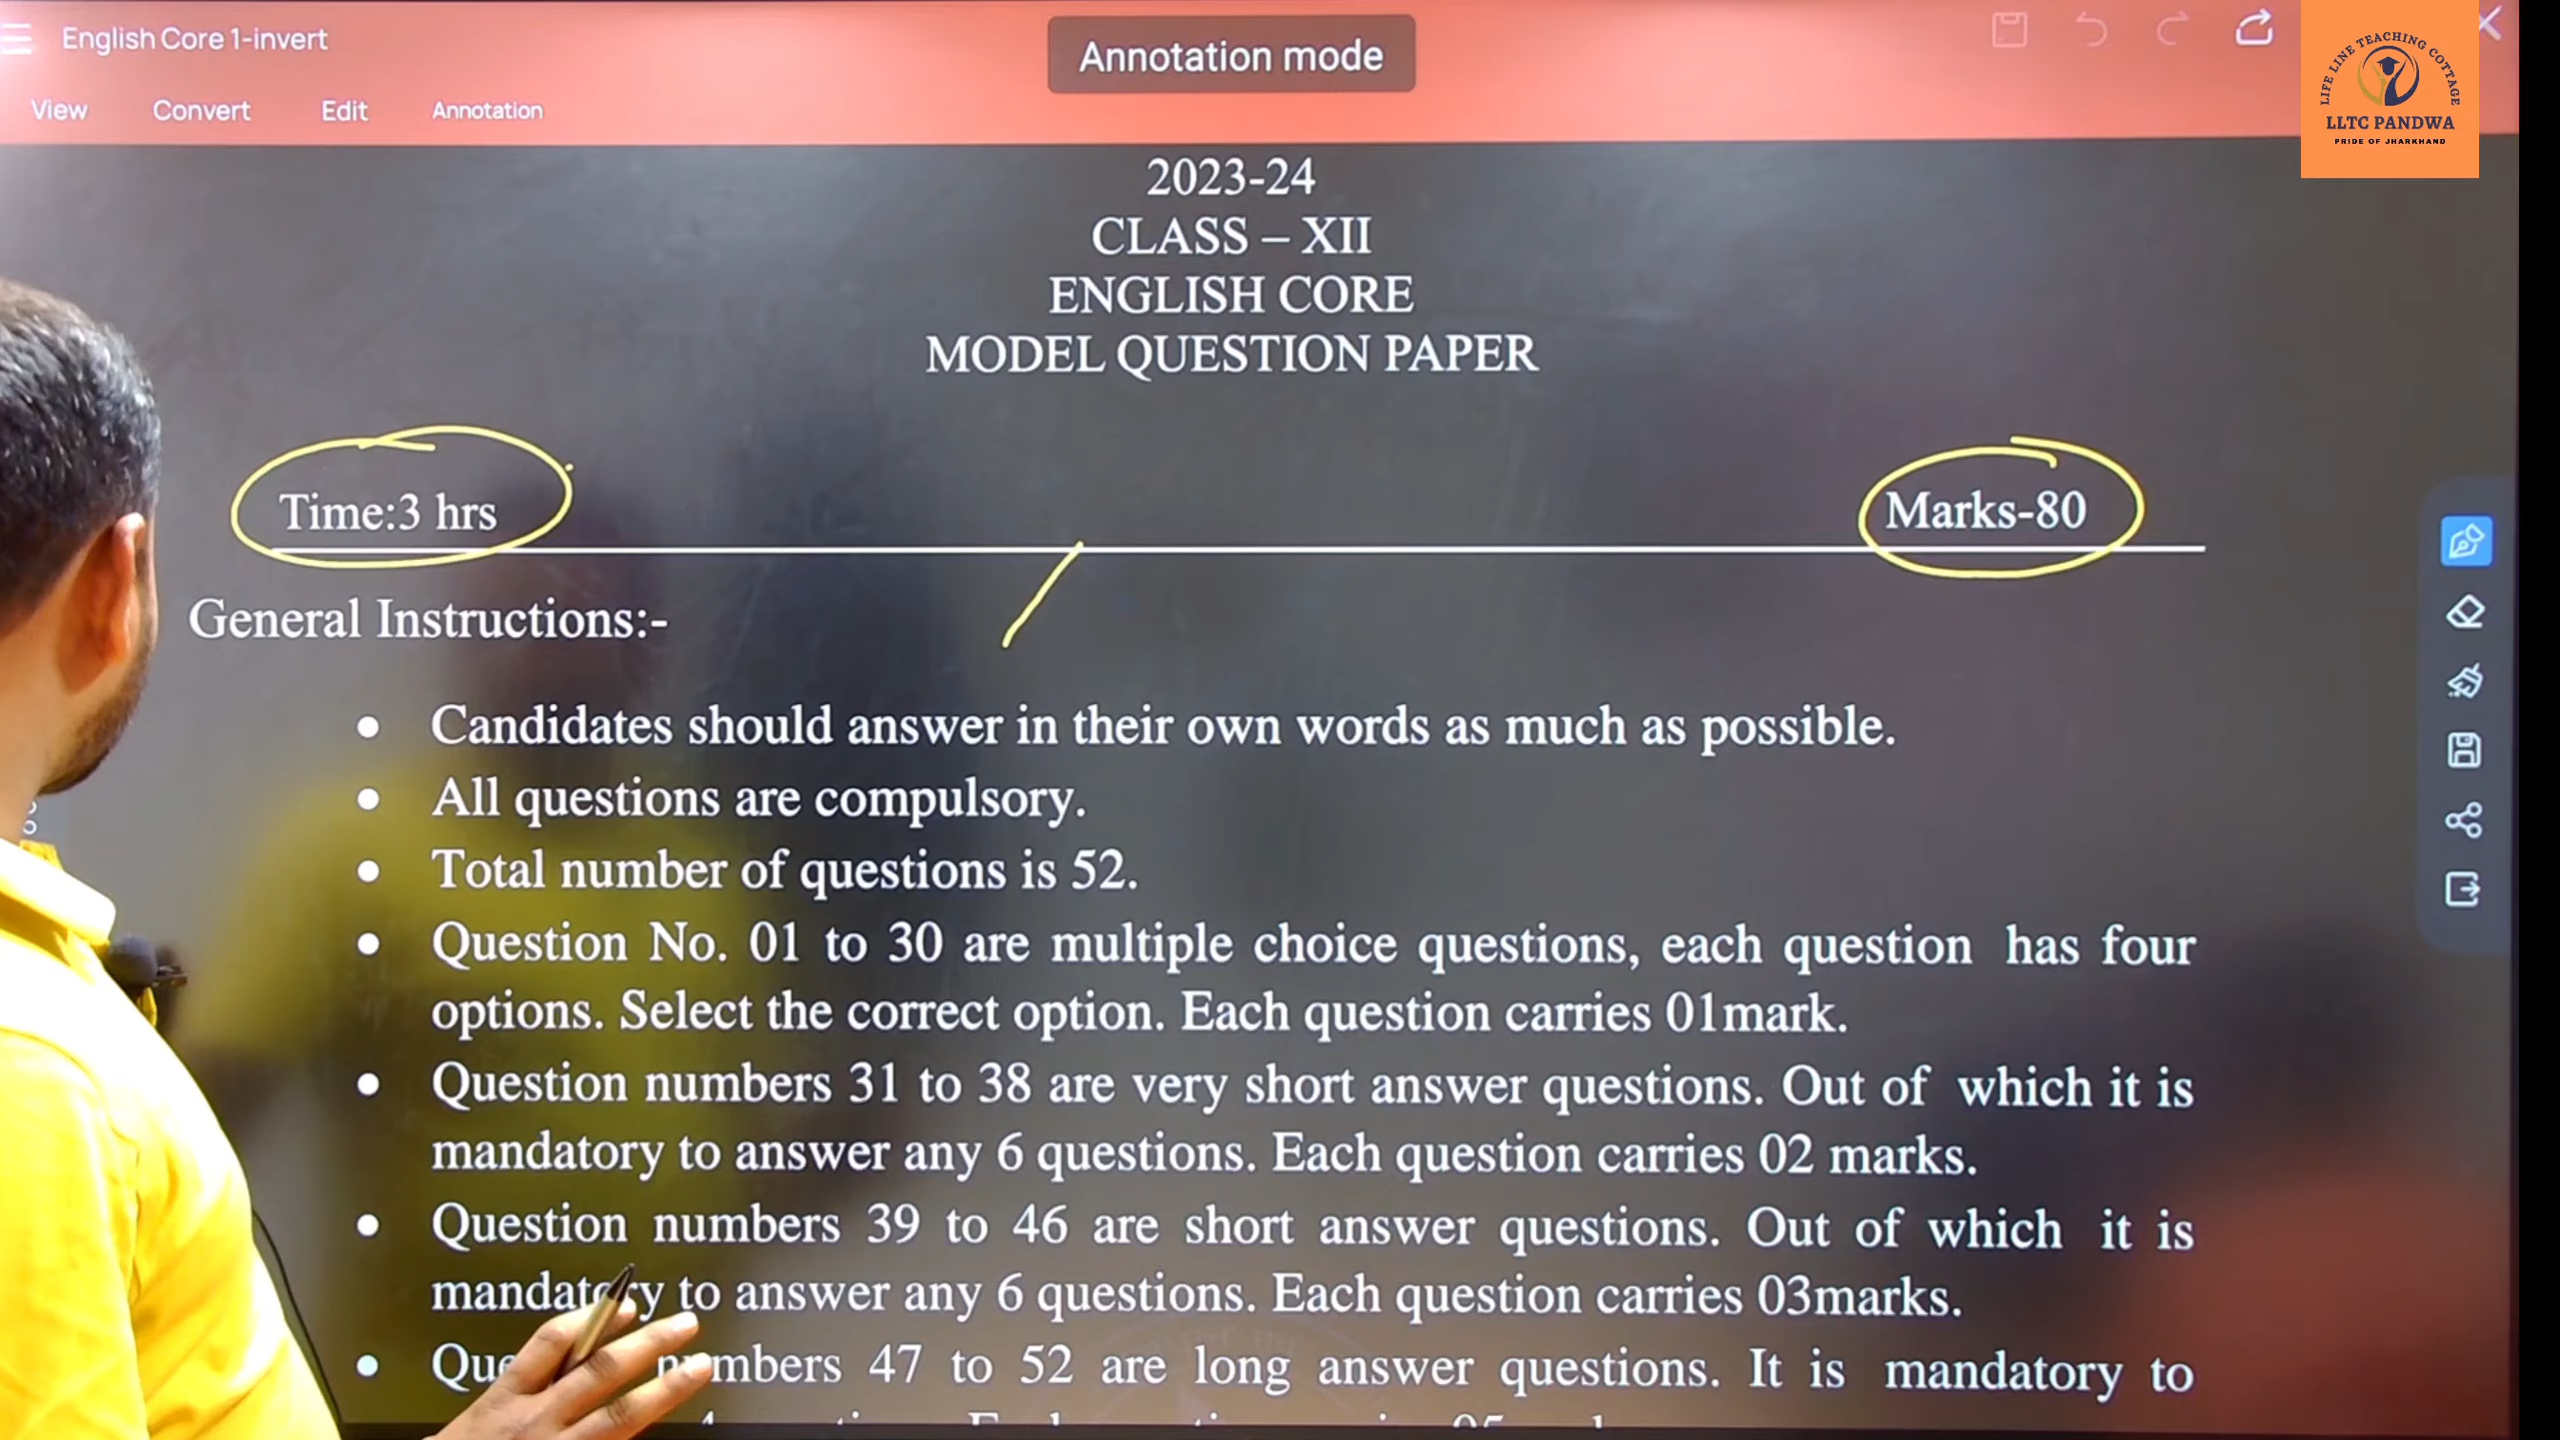 English Core 1-invert
Annotation mode
View Convert Edit Annotation
LIFE LINE TEACHING COTTAGE
LLTC PANDWA
PRIDE OF JHARKHAND
2023-24
CLASS – XII
ENGLISH CORE
MODEL QUESTION PAPER
Time:3 hrs Marks-80
General Instructions:-
• Candidates should answer in their own words as much as possible.
• All questions are compulsory.
• Total number of questions is 52.
• Question No. 01 to 30 are multiple choice questions, each question has four
options. Select the correct option. Each question carries 01mark.
• Question numbers 31 to 38 are very short answer questions. Out of which it is
mandatory to answer any 6 questions. Each question carries 02 marks.
• Question numbers 39 to 46 are short answer questions. Out of which it is
mandatory to answer any 6 questions. Each question carries 03marks.
• numbers 47 to 52 are long answer questions. It is mandatory to